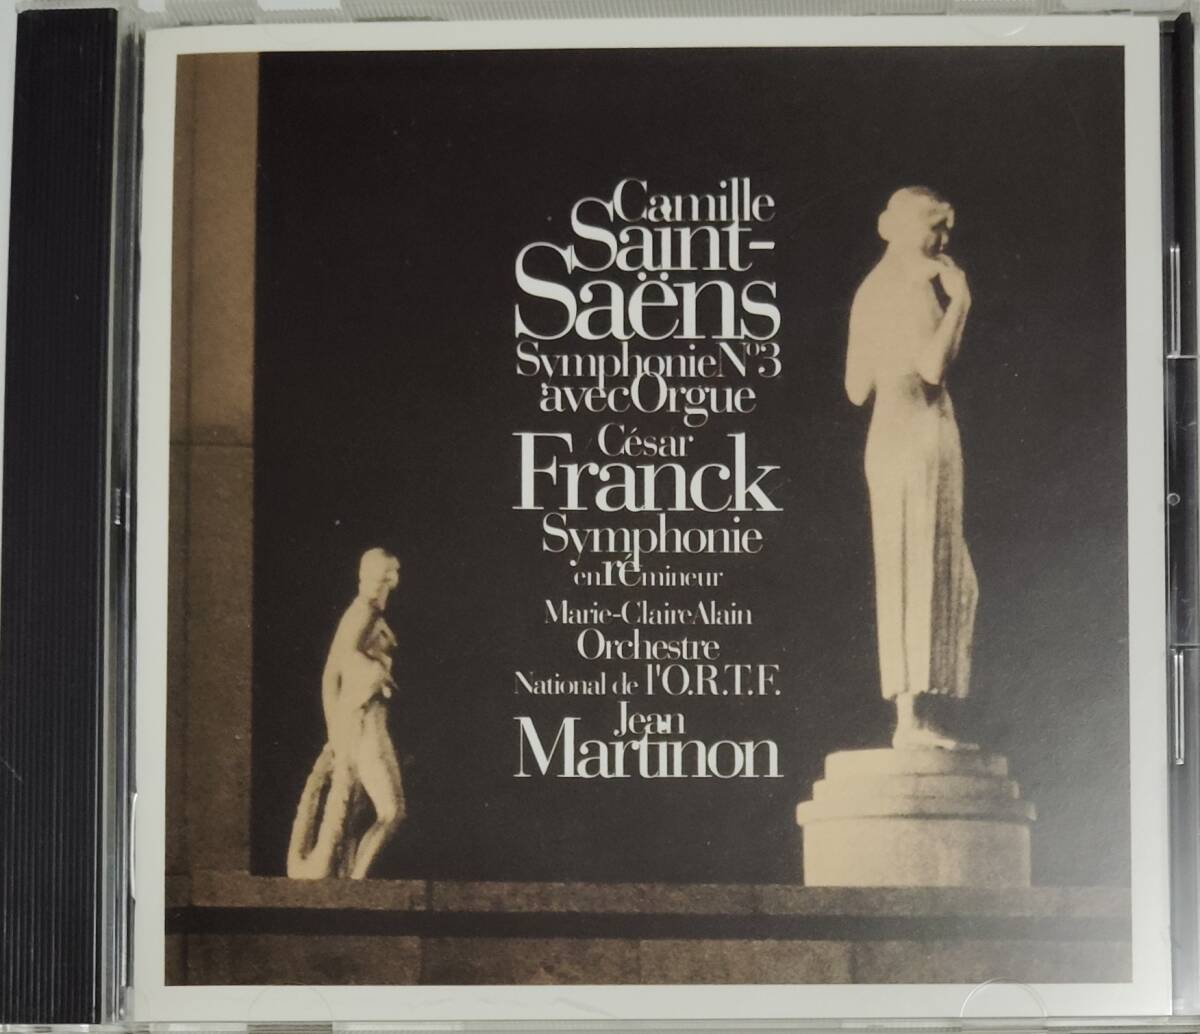 Camille
Saint-
Saëns
Symphonie Nº3
avec Orgue
César
Franck
Symphonie
en ré mineur
Marie-Claire Alain
Orchestre
National de l'O.R.T.F.
Jean
Martinon